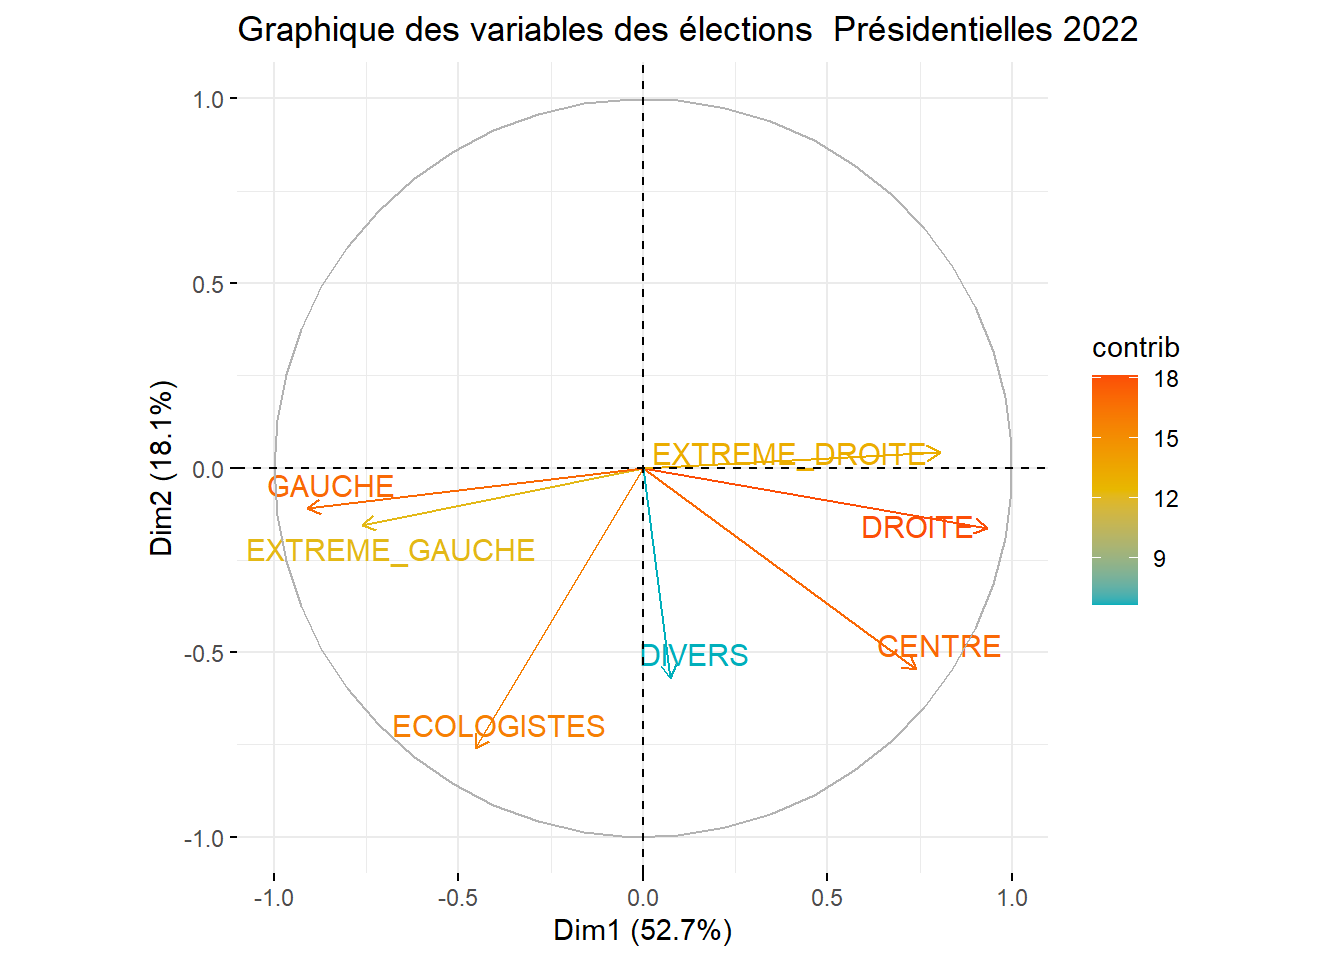 Graphique des variables des élections  Présidentielles 2022
1.0
0.5
0.0
-0.5
-1.0
Dim2 (18.1%)
EXTREME_DROITE
GAUCHE
DROITE
EXTREME_GAUCHE
CENTRE
DIVERS
ECOLOGISTES
-1.0
-0.5
0.0
0.5
1.0
Dim1 (52.7%)
contrib
18
15
12
9